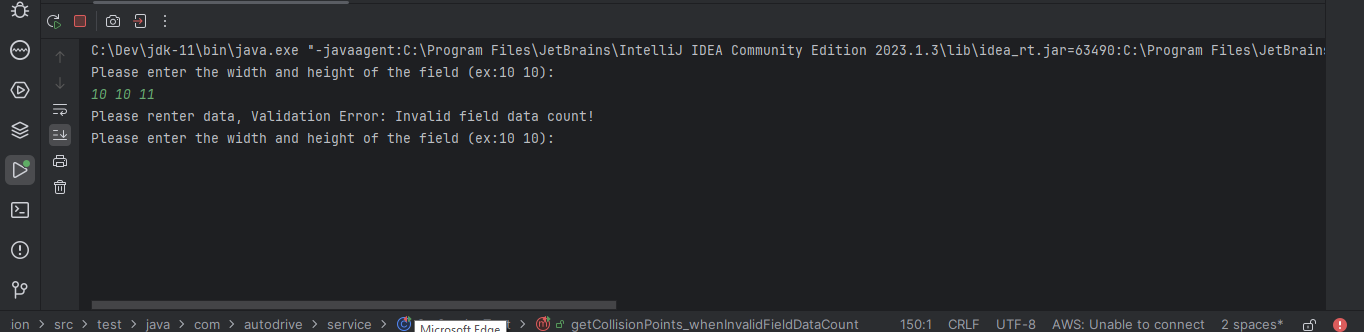 C:\Dev\jdk-11\bin\java.exe "-javaagent:C:\Program Files\JetBrains\IntelliJ IDEA Community Edition 2023.1.3\lib\idea_rt.jar=63490:C:\Program Files\JetBrains
Please enter the width and height of the field (ex:10 10):
10 10 11
Please renter data, Validation Error: Invalid field data count!
Please enter the width and height of the field (ex:10 10):
ion > src > test > java > com > autodrive > service > > getCollisionPoints_whenInvalidFieldDataCount 150:1 CRLF UTF-8 AWS: Unable to connect 2 spaces*
Microsoft Edge